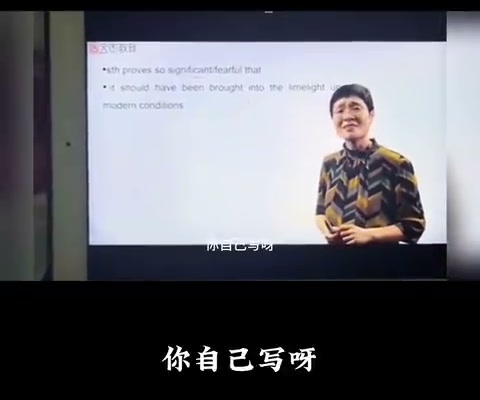 •sth proves so significant/fearful that
•it should have been brought into the limelight
modern conditions
你自己写呀
你自己写呀